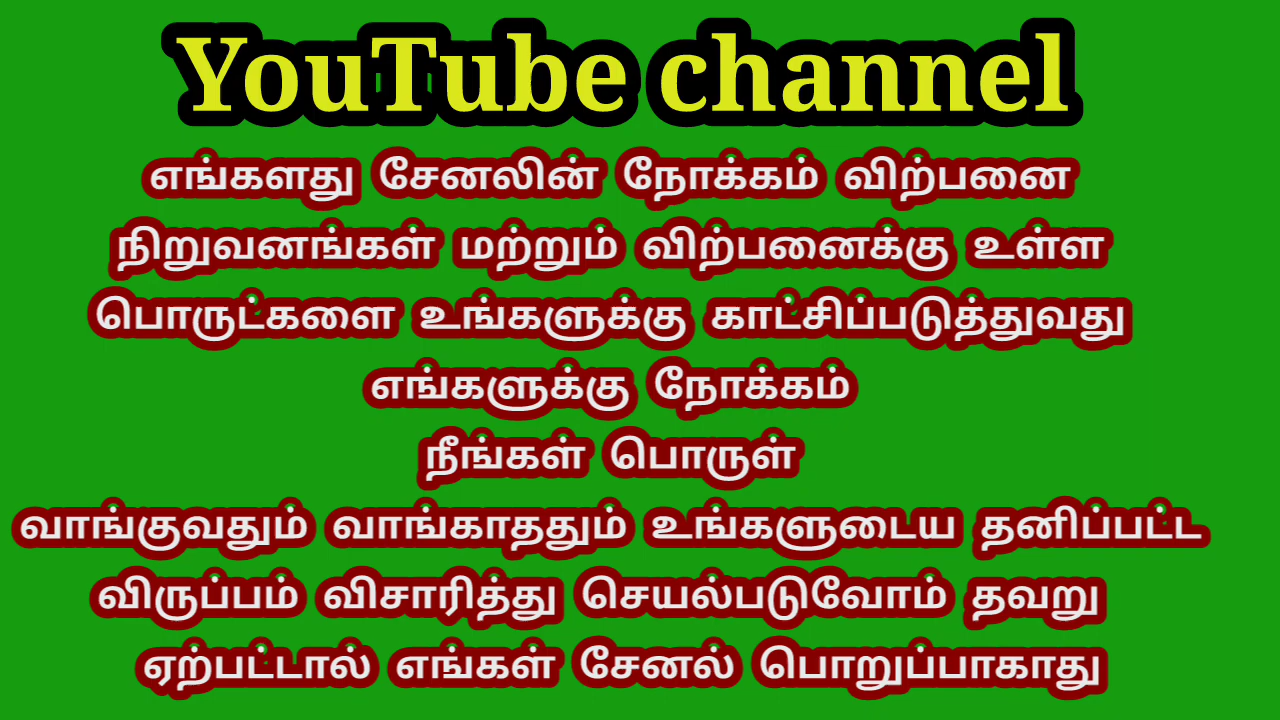 YouTube channel
எங்களது சேனலின் நோக்கம் விற்பனை
நிறுவனங்கள் மற்றும் விற்பனைக்கு உள்ள
பொருட்களை உங்களுக்கு காட்சிப்படுத்துவது
எங்களுக்கு நோக்கம்
நீங்கள் பொருள்
வாங்குவதும் வாங்காததும் உங்களுடைய தனிப்பட்ட
விருப்பம் விசாரித்து செயல்படுவோம் தவறு
ஏற்பட்டால் எங்கள் சேனல் பொறுப்பாகாது